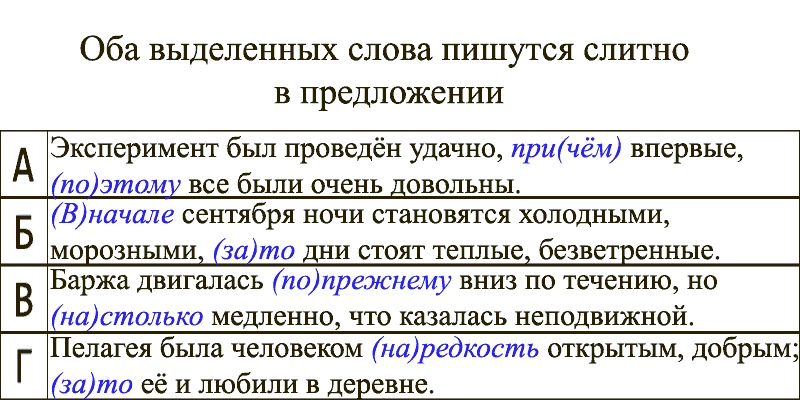 Оба выделенных слова пишутся слитно
в предложении
А
Эксперимент был проведён удачно, при(чём) впервые,
(по)этому все были очень довольны.
Б
(В)начале сентября ночи становятся холодными,
морозными, (за)то дни стоят теплые, безветренные.
В
Баржа двигалась (по)прежнему вниз по течению, но
(на)столько медленно, что казалась неподвижной.
Г
Пелагея была человеком (на)редкость открытым, добрым;
(за)то её и любили в деревне.